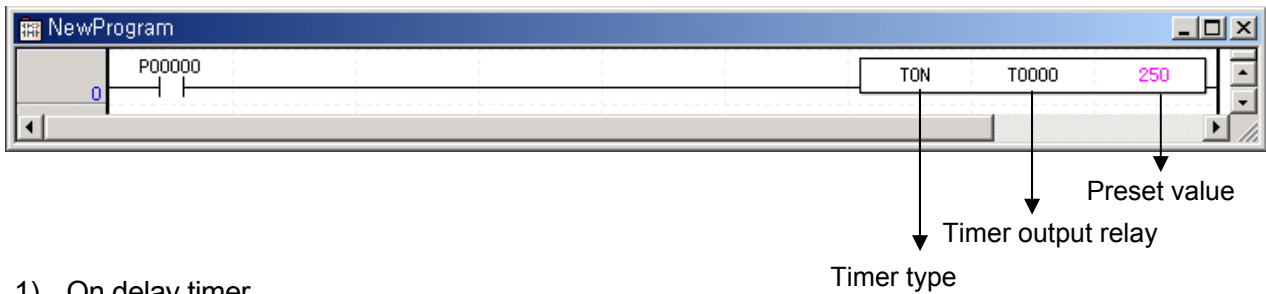 NewProgram
P00000
0
TON T0000 250
Preset value
Timer output relay
Timer type
1) On delay timer